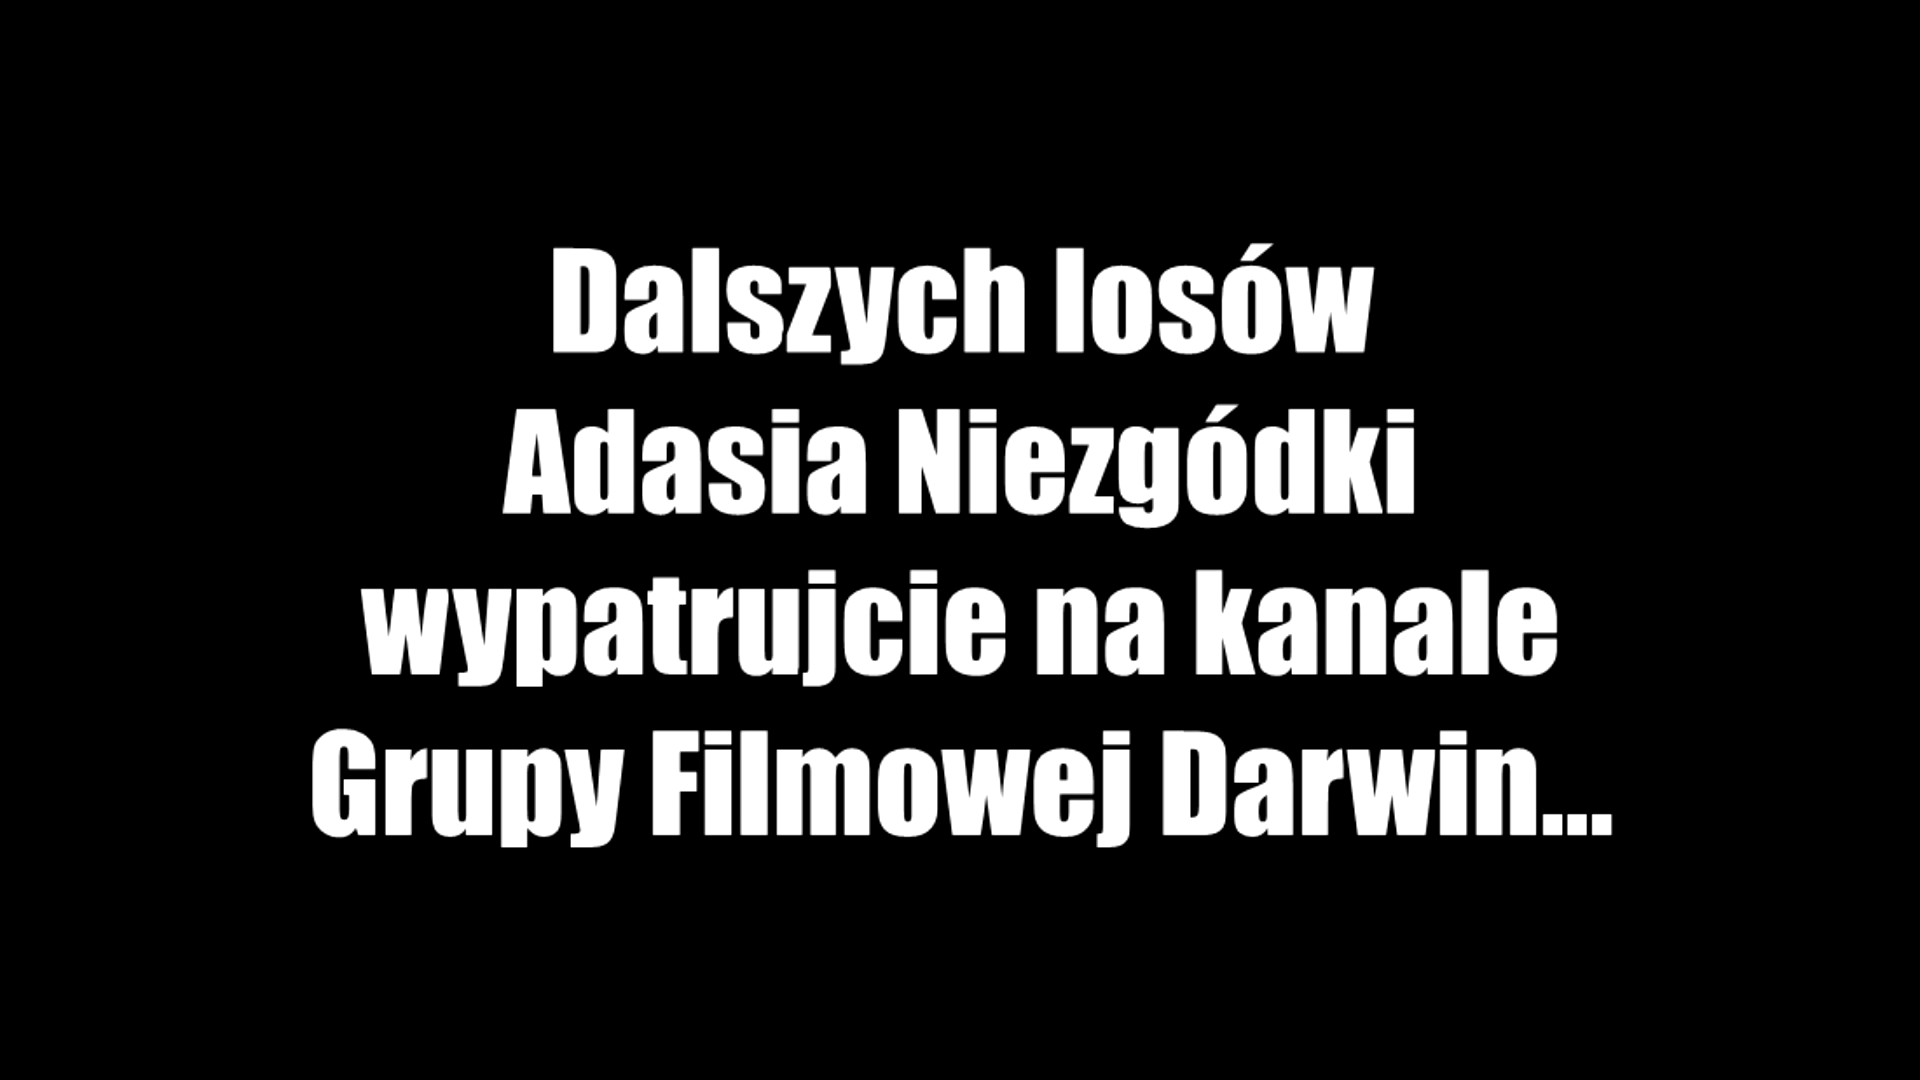 Dalszych losów
Adasia Niezgódki
wypatrujcie na kanale
Grupy Filmowej Darwin...